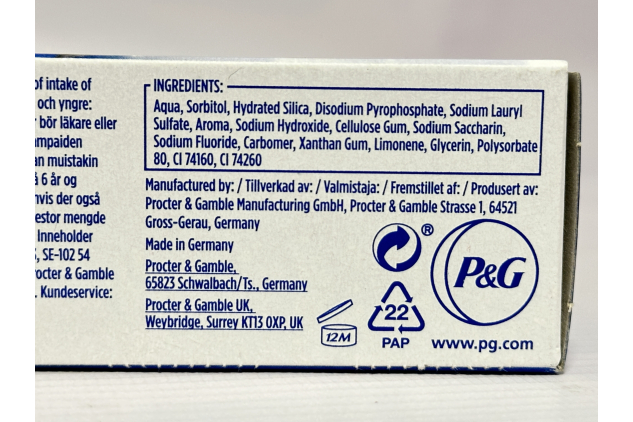 of intake of
och yngre:
bör läkare eller
ampaiden
an muistakin
å 6 år og
hvis der også
estor mengde
Inneholder
, SE-102 54
octer & Gamble
. Kundeservice:
INGREDIENTS:
Aqua, Sorbitol, Hydrated Silica, Disodium Pyrophosphate, Sodium Lauryl
Sulfate, Aroma, Sodium Hydroxide, Cellulose Gum, Sodium Saccharin,
Sodium Fluoride, Carbomer, Xanthan Gum, Limonene, Glycerin, Polysorbate
80, CI 74160, CI 74260
Manufactured by: / Tillverkad av: / Valmistaja: / Fremstillet af: / Produsert av:
Procter & Gamble Manufacturing GmbH, Procter & Gamble Strasse 1, 64521
Gross-Gerau, Germany
Made in Germany
Procter & Gamble,
65823 Schwalbach/Ts., Germany
Procter & Gamble UK,
Weybridge, Surrey KT13 0XP, UK
12M
22
PAP
®
P&G
www.pg.com